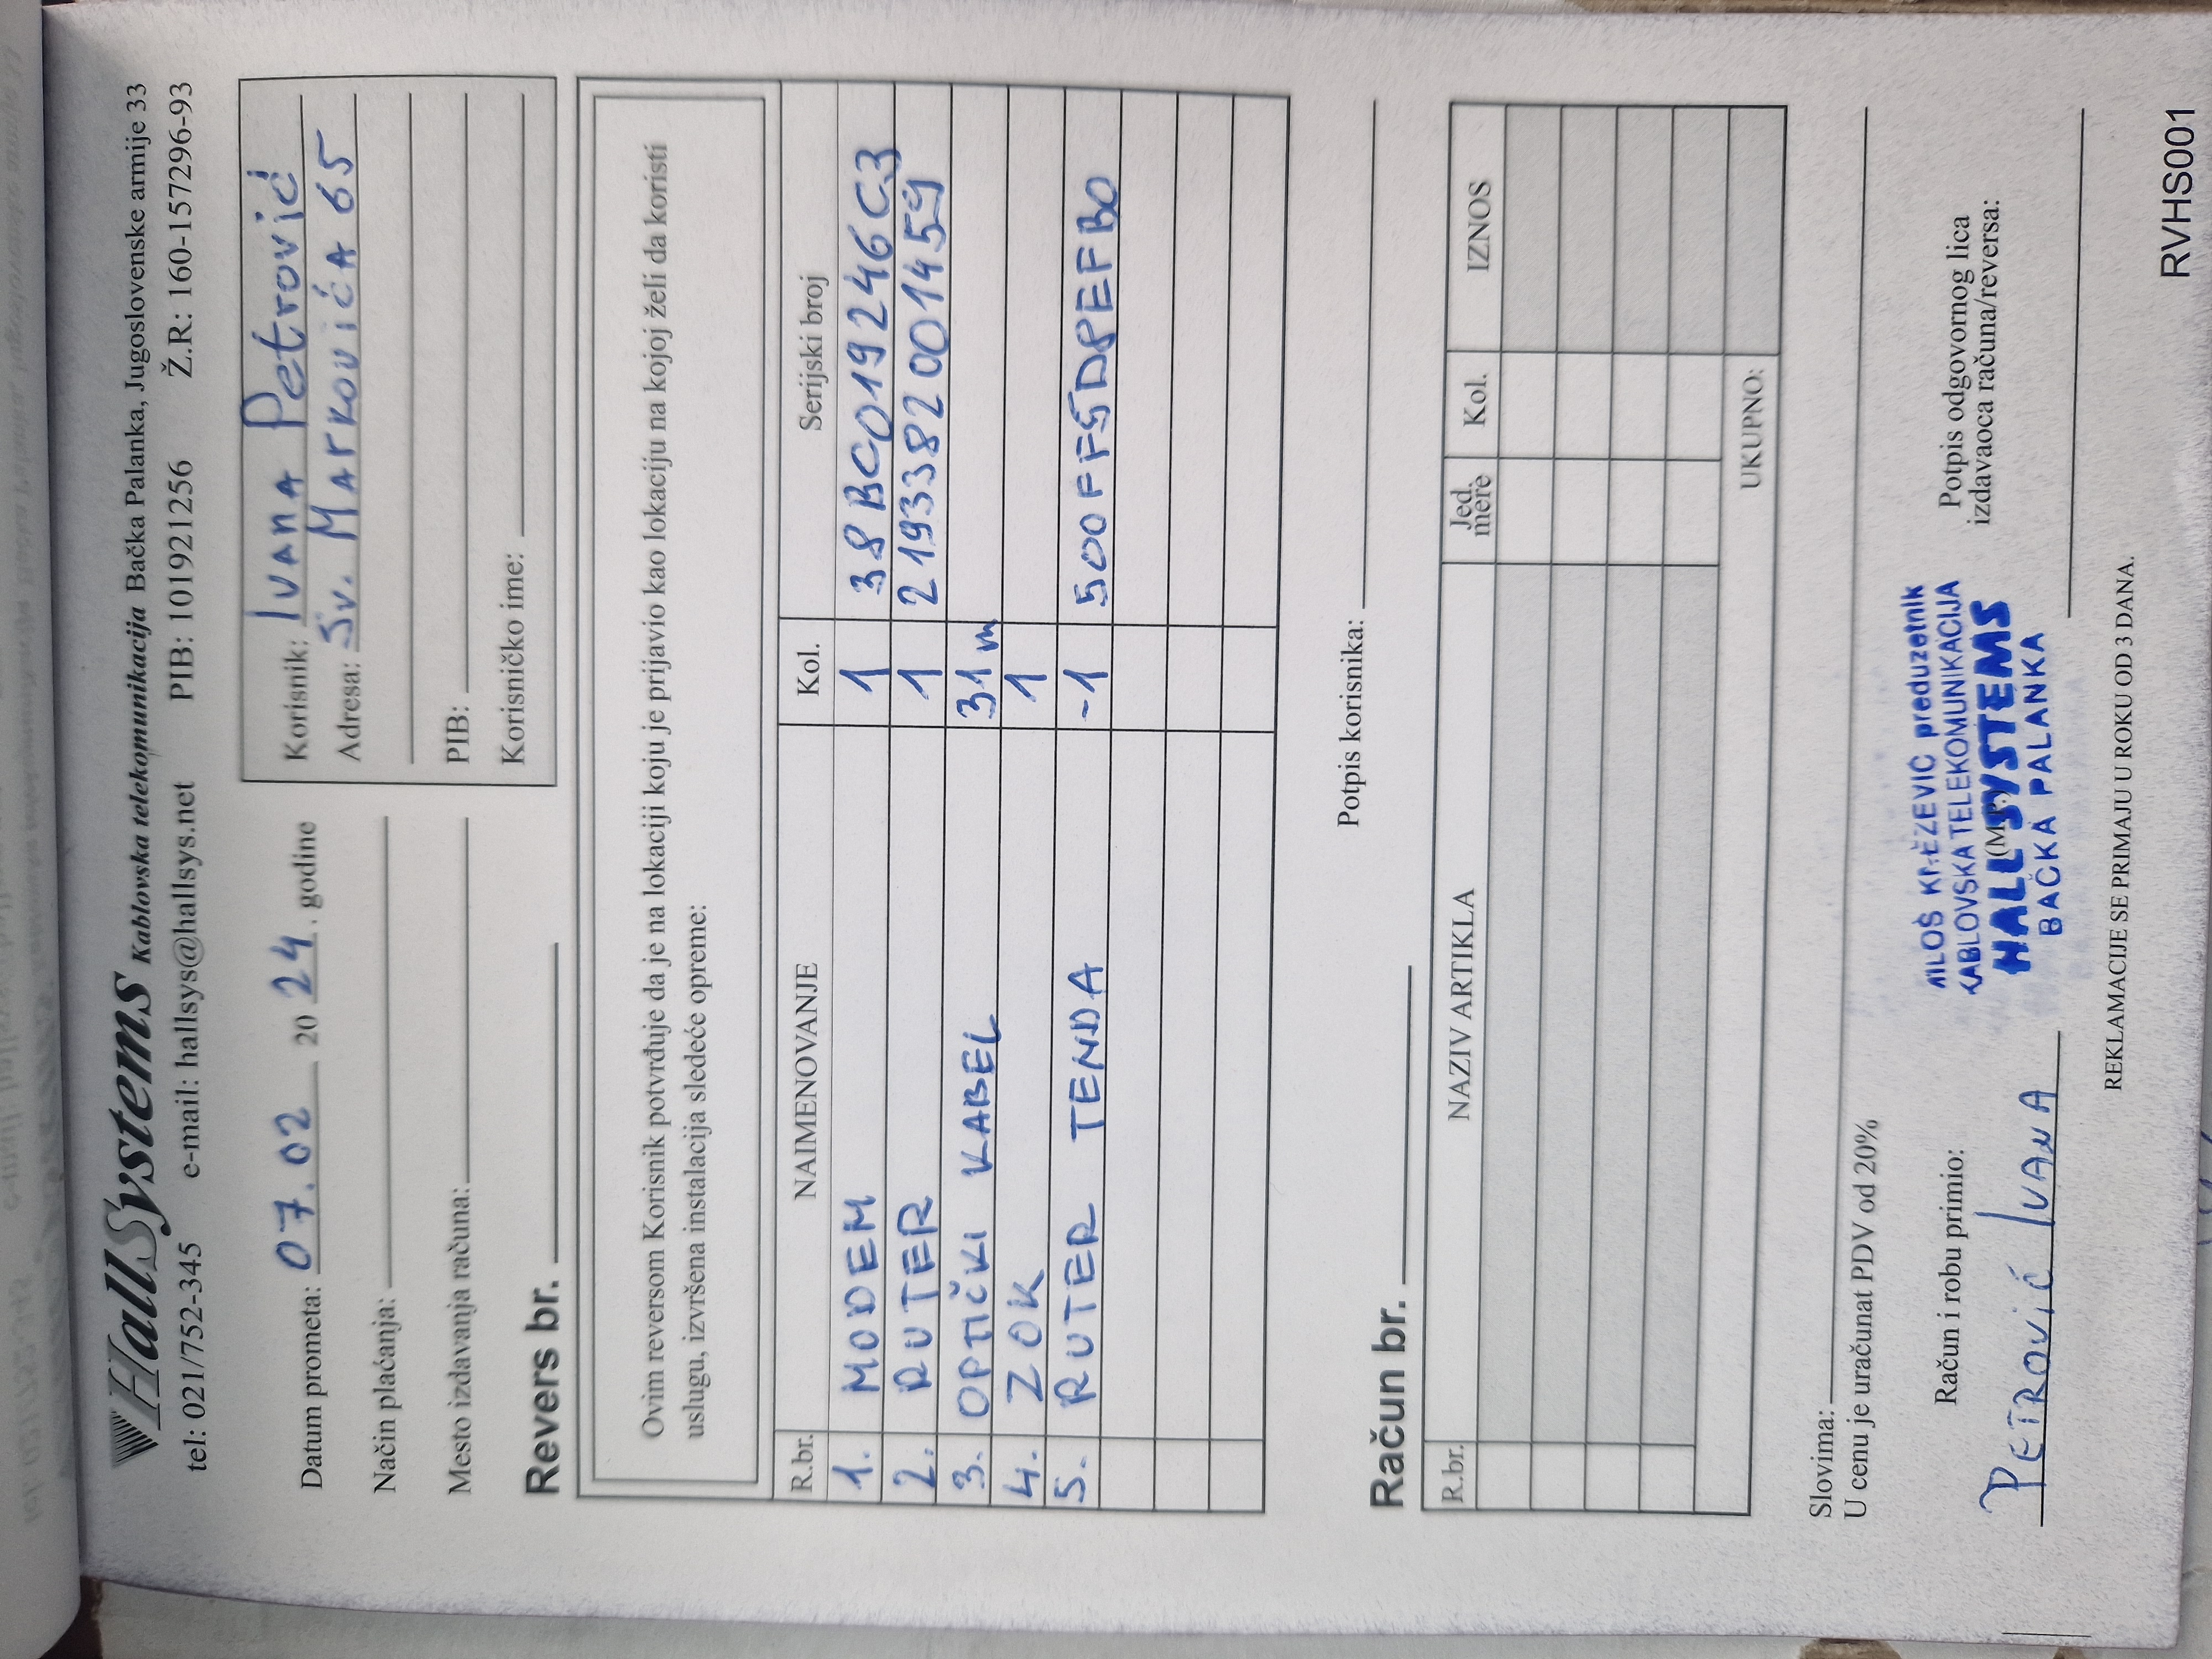 HallSystems Kablovska telekomunikacija Bačka Palanka, Jugoslovenske armije 33
tel: 021/752-345 e-mail: hallsys@hallsys.net PIB: 101921256 Ž.R: 160-157296-93
Datum prometa: 07.02 20 24. godine
Način plaćanja:
Mesto izdavanja računa:
Korisnik: Ivana Petrović
Adresa: Sv. Markovića 65
PIB:
Korisničko ime:
Revers br.
Ovim reversom Korisnik potvrđuje da je na lokaciji koju je prijavio kao lokaciju na kojoj želi da koristi
uslugu, izvršena instalacija sledeće opreme:
R.br. NAIMENOVANJE Kol. Serijski broj
1. MODEM 1 38BC019246C3
2. RUTER 1 2193382001459
3. OPTIČKI KABEL 31m
4. ZOK 1
5. RUTER TENDA -1 500FF5D8EFB0
Potpis korisnika:
Račun br.
R.br. NAZIV ARTIKLA Jed. mere Kol. IZNOS
UKUPNO:
Slovima:
U cenu je uračunat PDV od 20%
Račun i robu primio:
PETROVIĆ IVANA
MILOŠ KNEŽEVIĆ preduzetnik
KABLOVSKA TELEKOMUNIKACIJA
HALL SYSTEMS
BAČKA PALANKA
Potpis odgovornog lica
izdavaoca računa/reversa:
REKLAMACIJE SE PRIMAJU U ROKU OD 3 DANA.
RVHS001